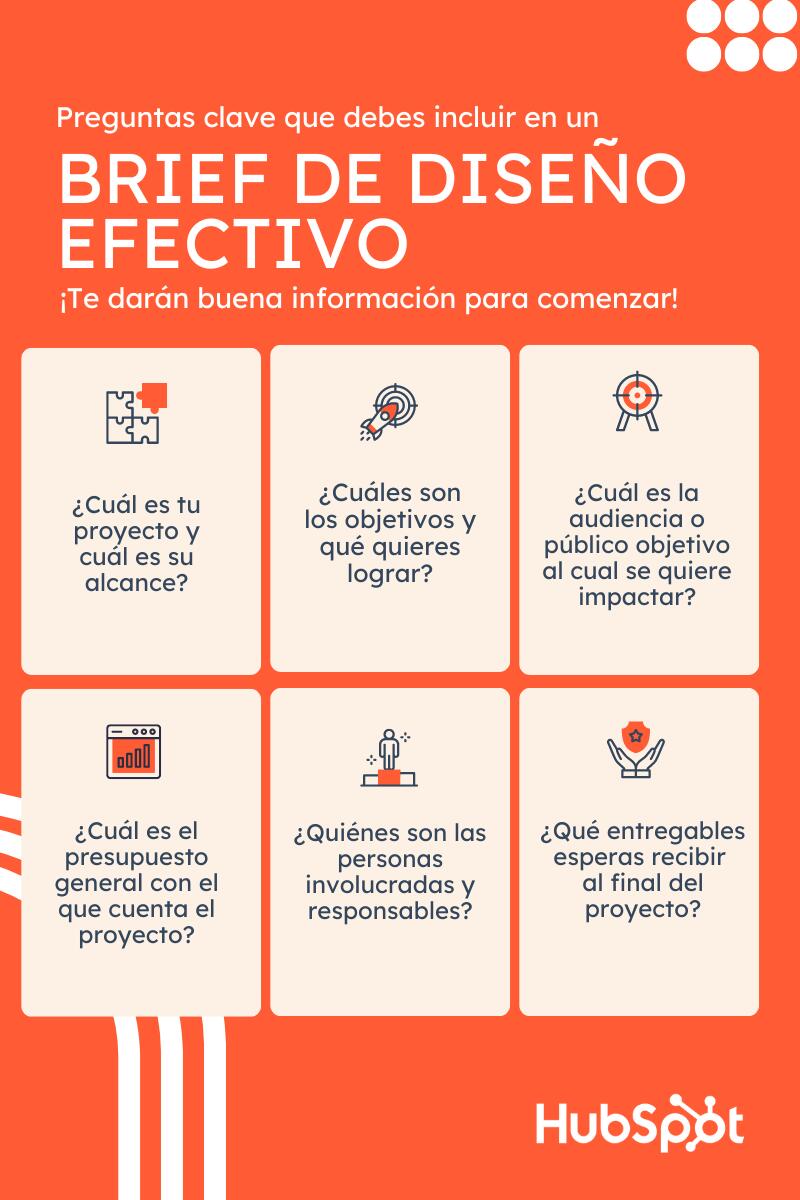 Preguntas clave que debes incluir en un
BRIEF DE DISEÑO
EFECTIVO
¡Te darán buena información para comenzar!
¿Cuál es tu
proyecto y
cuál es su
alcance?
¿Cuáles son
los objetivos y
qué quieres
lograr?
¿Cuál es la
audiencia o
público objetivo
al cual se quiere
impactar?
¿Cuál es el
presupuesto
general con el
que cuenta el
proyecto?
¿Quiénes son las
personas
involucradas y
responsables?
¿Qué entregables
esperas recibir
al final del
proyecto?
HubSpot